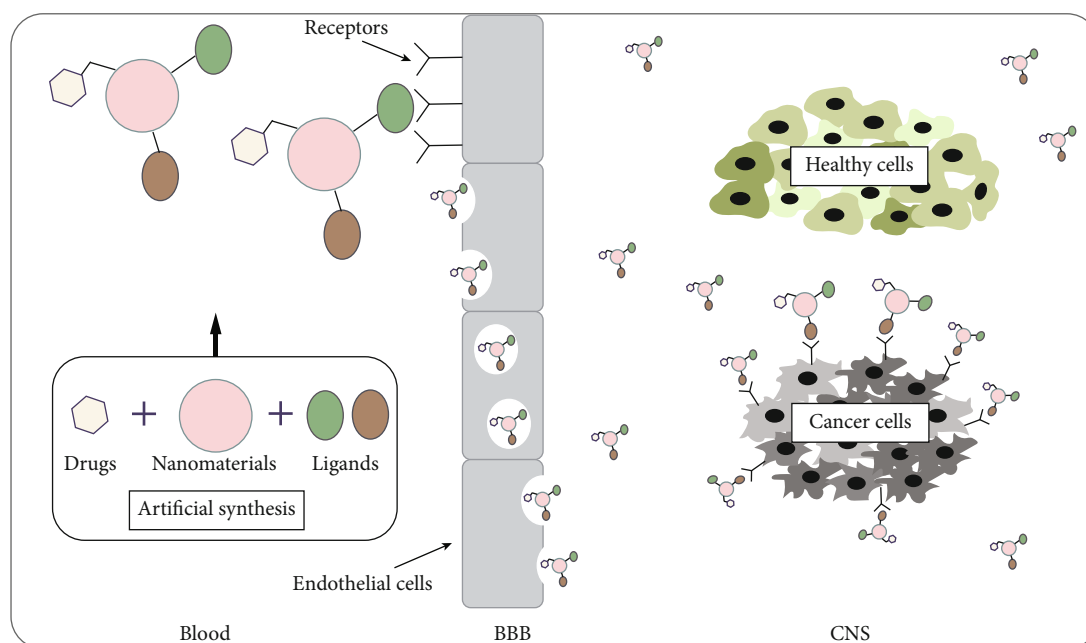 Receptors
Healthy cells
Drugs + Nanomaterials + Ligands
Artificial synthesis
Cancer cells
Endothelial cells
Blood
BBB
CNS